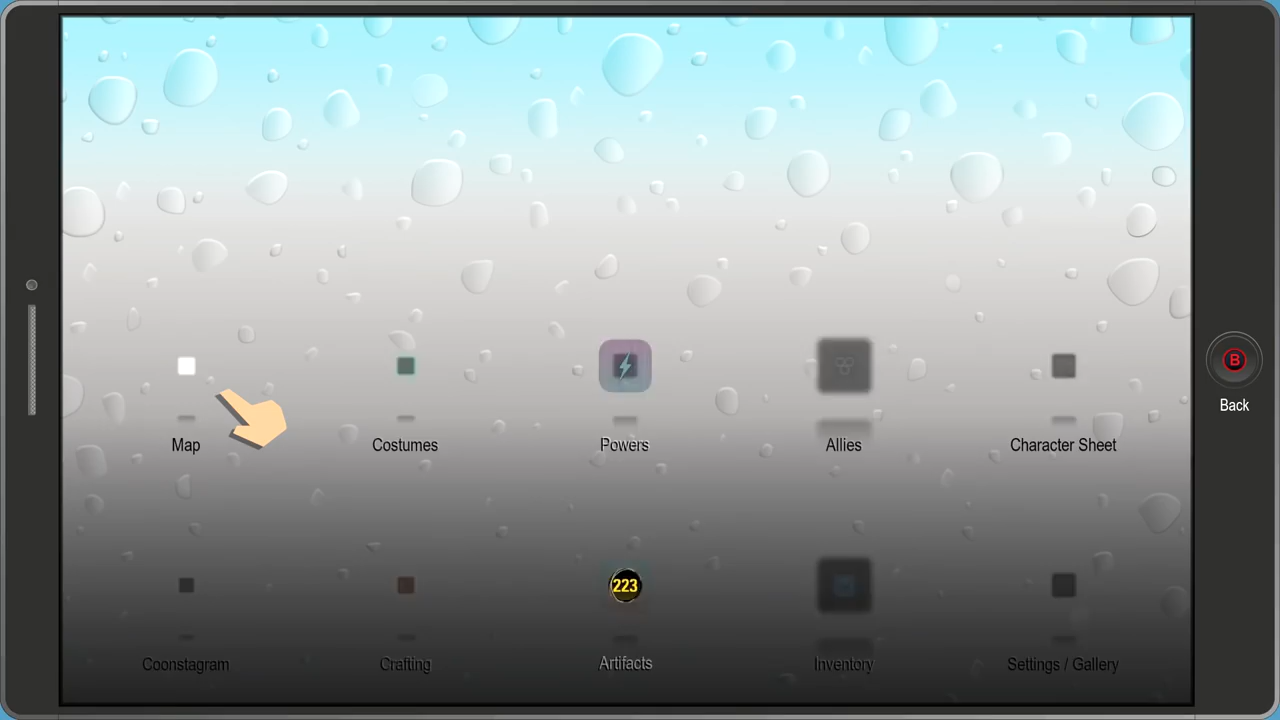 B
Back
Map
Costumes
Powers
Allies
Character Sheet
223
Coonstagram
Crafting
Artifacts
Inventory
Settings / Gallery